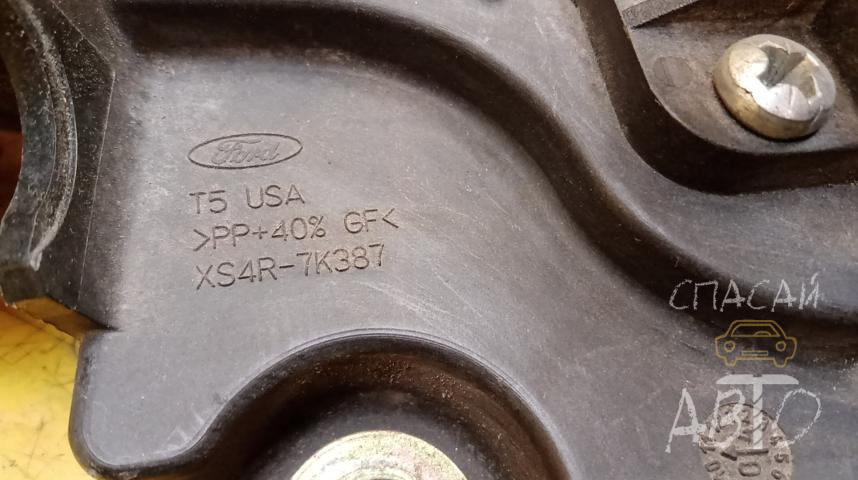 Ford
T5 USA
>PP+40% GF<
XS4R-7K387
СПАСАЙ
АВТО